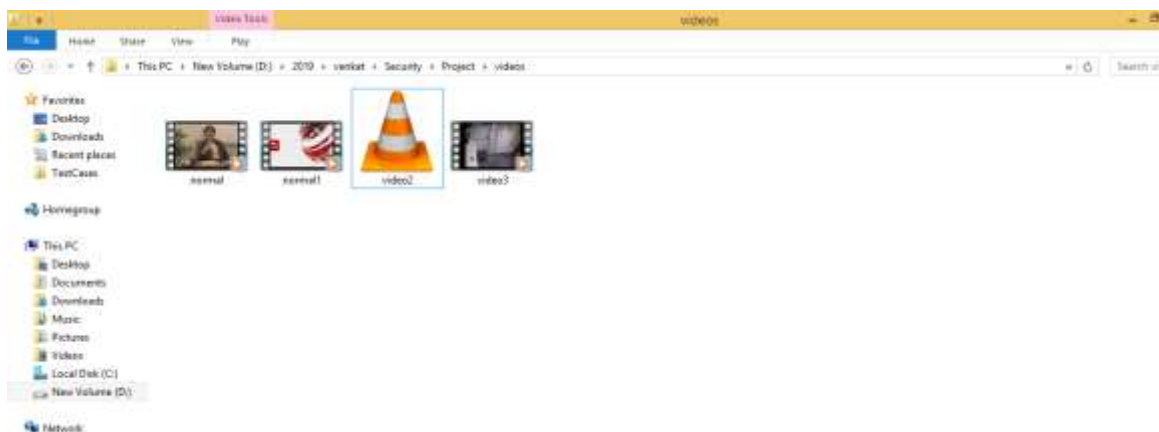 Video Tools
videos
File Home Share View Play
This PC New Volume (D:) 2019 venkat Security Project videos
Search
Favorites
Desktop
Downloads
Recent places
TestCases
normal normal1 video2 video3
Homegroup
This PC
Desktop
Documents
Downloads
Music
Pictures
Videos
Local Disk (C:)
New Volume (D:)
Network